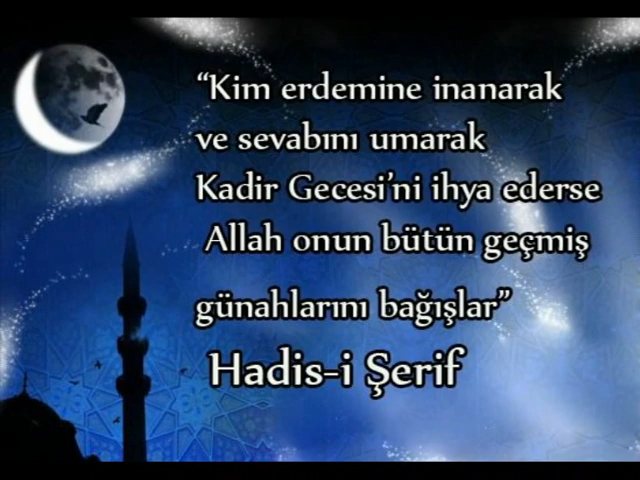 “Kim erdemine inanarak
ve sevabını umarak
Kadir Gecesi’ni ihya ederse
Allah onun bütün geçmiş
günahlarını bağışlar”
Hadis-i Şerif